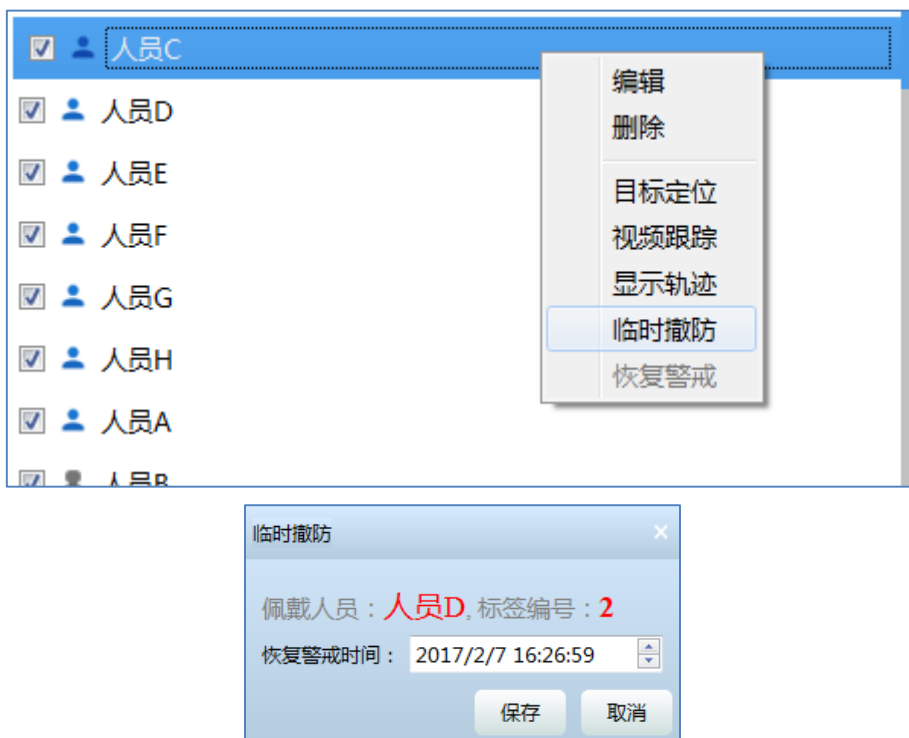 人员C
编辑
人员D
删除
人员E
目标定位
人员F
视频跟踪
人员G
显示轨迹
临时撤防
人员H
恢复警戒
人员A
人员B
临时撤防
佩戴人员：人员D, 标签编号：2
恢复警戒时间： 2017/2/7 16:26:59
保存 取消